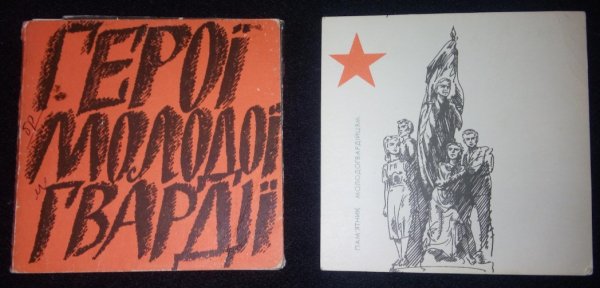 ГЕРОЇ
МОЛОДОЇ
ГВАРДІЇ
ПАМ'ЯТНИК МОЛОДОГВАРДІЙЦЯМ